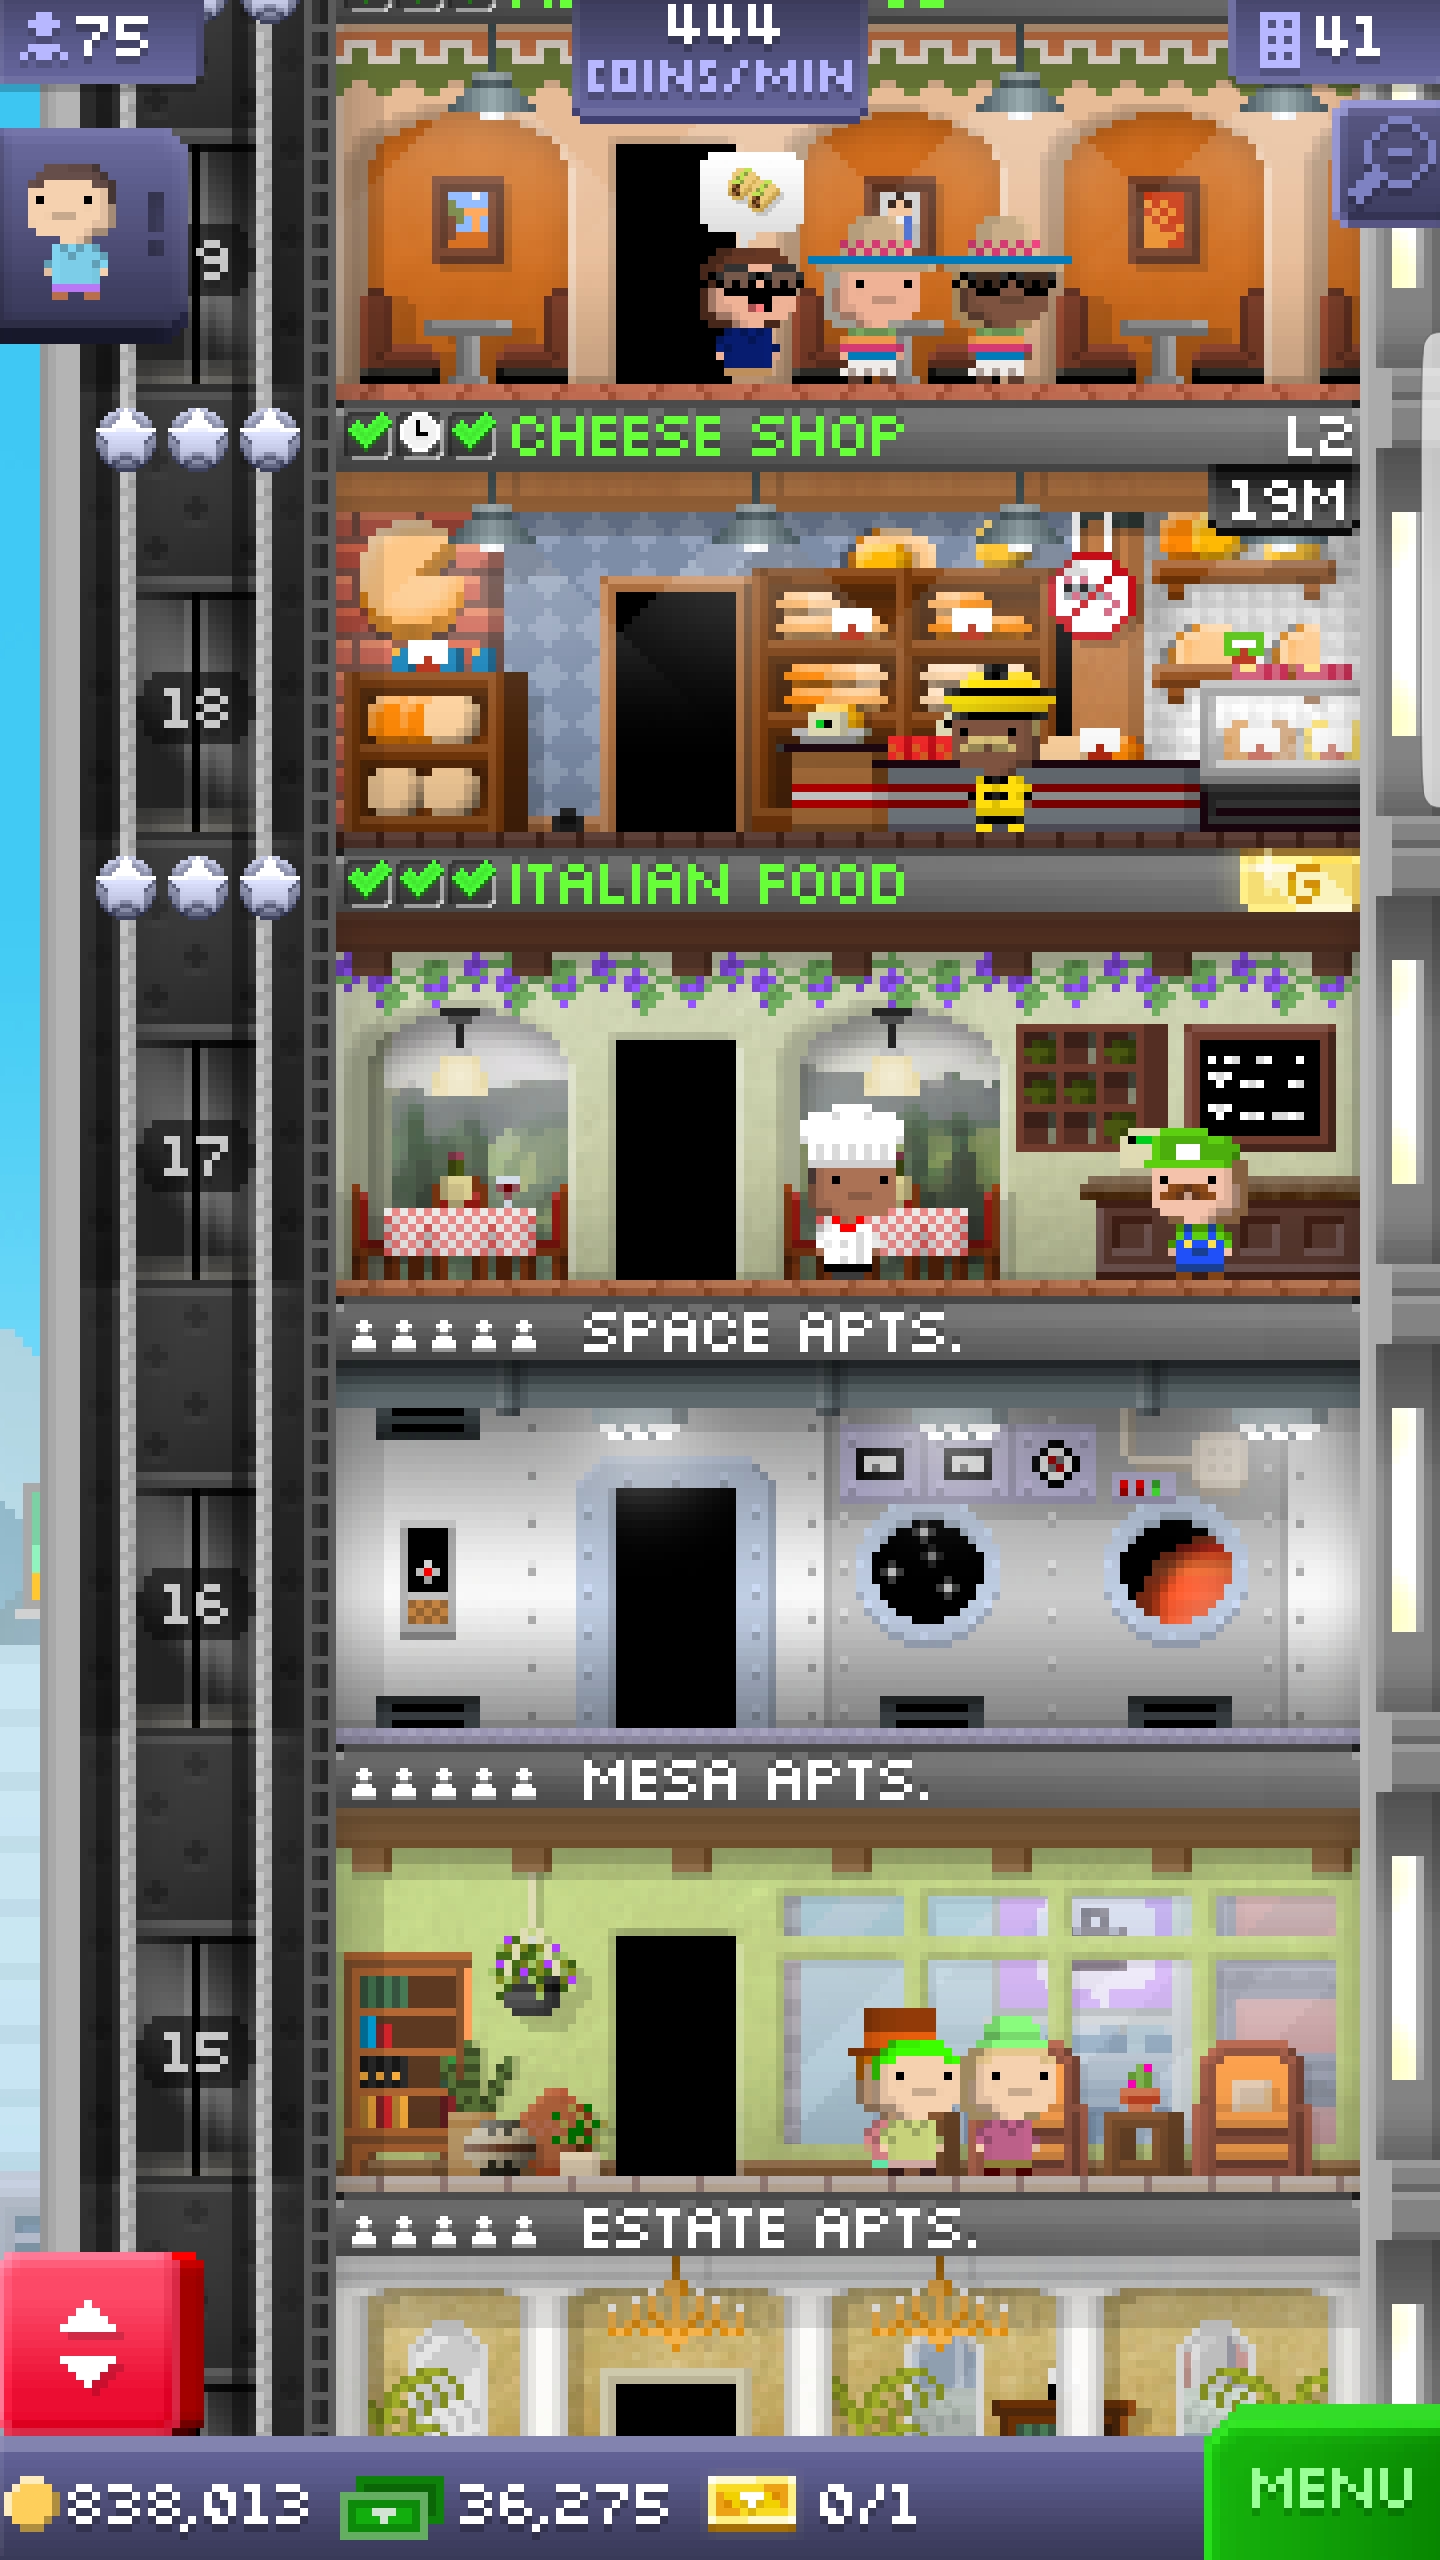 75
444
COINS/MIN
41
!
9
CHEESE SHOP
L2
19M
18
ITALIAN FOOD
G
17
SPACE APTS.
16
MESA APTS.
15
ESTATE APTS.
838,013
36,275
0/1
MENU